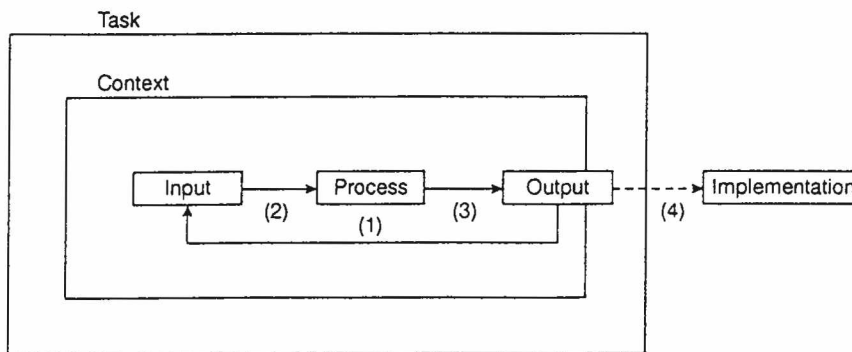 Task
Context
Input
Process
Output
Implementation
(2)
(1)
(3)
(4)